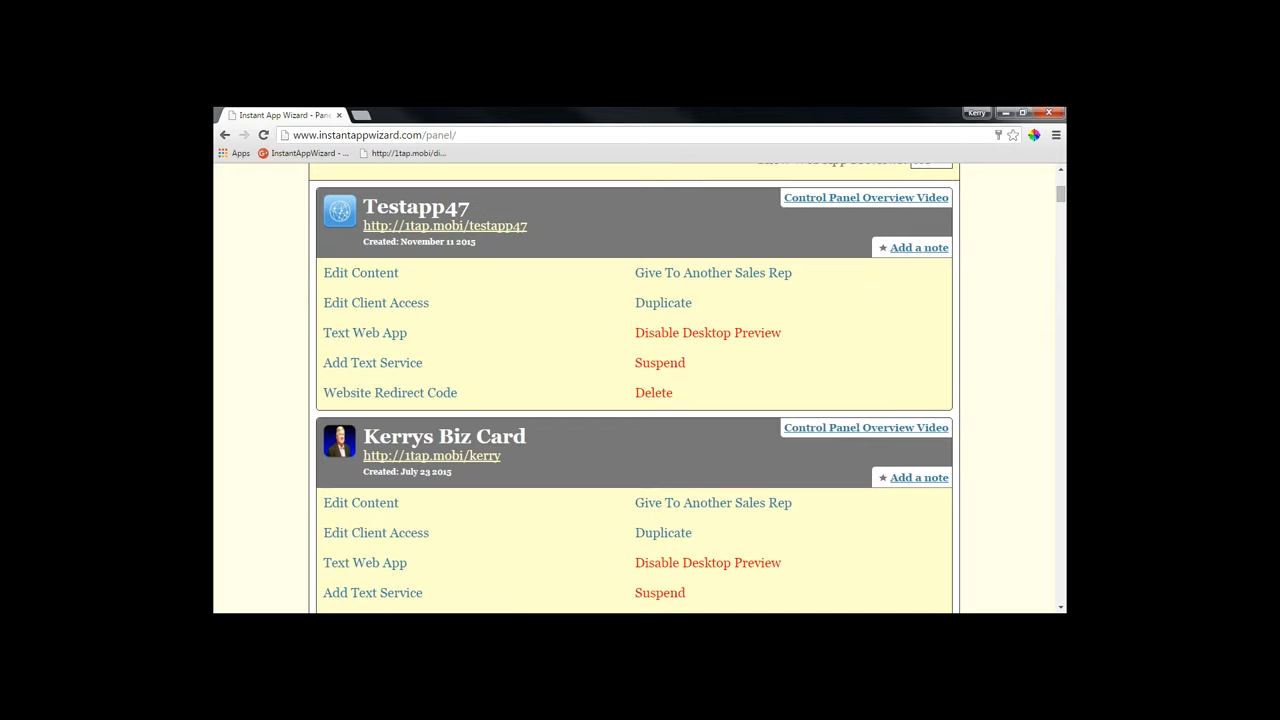 Instant App Wizard - Pan
Kerry
www.instantappwizard.com/panel/
Apps InstantAppWizard - ... http://1tap.mobi/di...
Testapp47
Control Panel Overview Video
http://1tap.mobi/testapp47
Created: November 11 2015
Add a note
Edit Content Give To Another Sales Rep
Edit Client Access Duplicate
Text Web App Disable Desktop Preview
Add Text Service Suspend
Website Redirect Code Delete
Kerrys Biz Card
Control Panel Overview Video
http://1tap.mobi/kerry
Created: July 23 2015
Add a note
Edit Content Give To Another Sales Rep
Edit Client Access Duplicate
Text Web App Disable Desktop Preview
Add Text Service Suspend